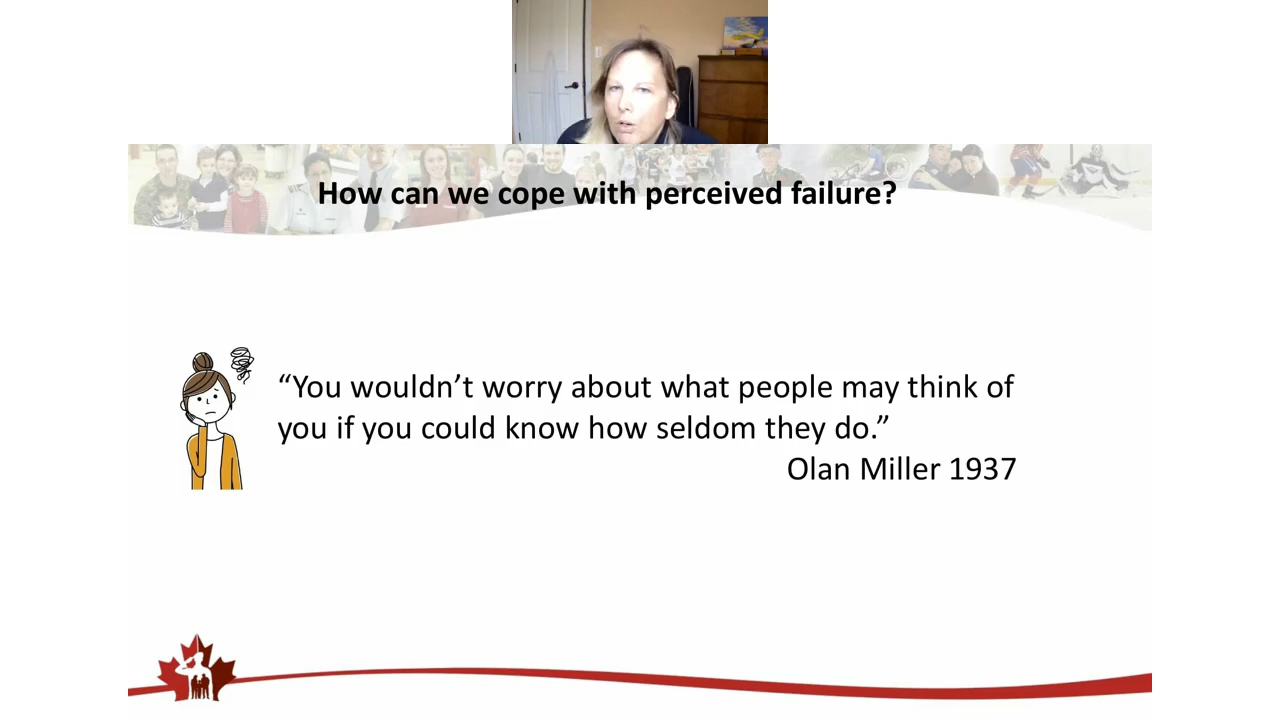 How can we cope with perceived failure?
“You wouldn’t worry about what people may think of
you if you could know how seldom they do.”
Olan Miller 1937